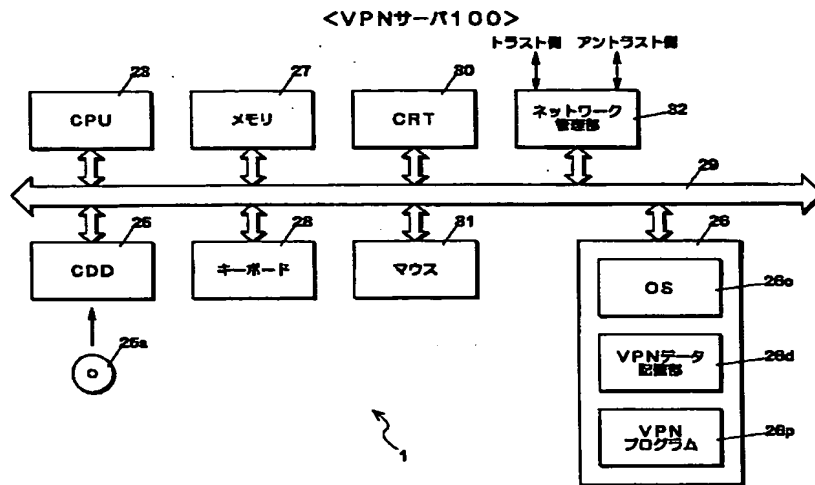 <VPNサーバ100>
トラスト側 アントラスト側
23 27 30
CPU メモリ CRT ネットワーク
管理部 32
29
25 28 31 26
CDD キーボード マウス
OS 26o
25a
VPNデータ
記憶部 26d
VPN
プログラム 26p
1